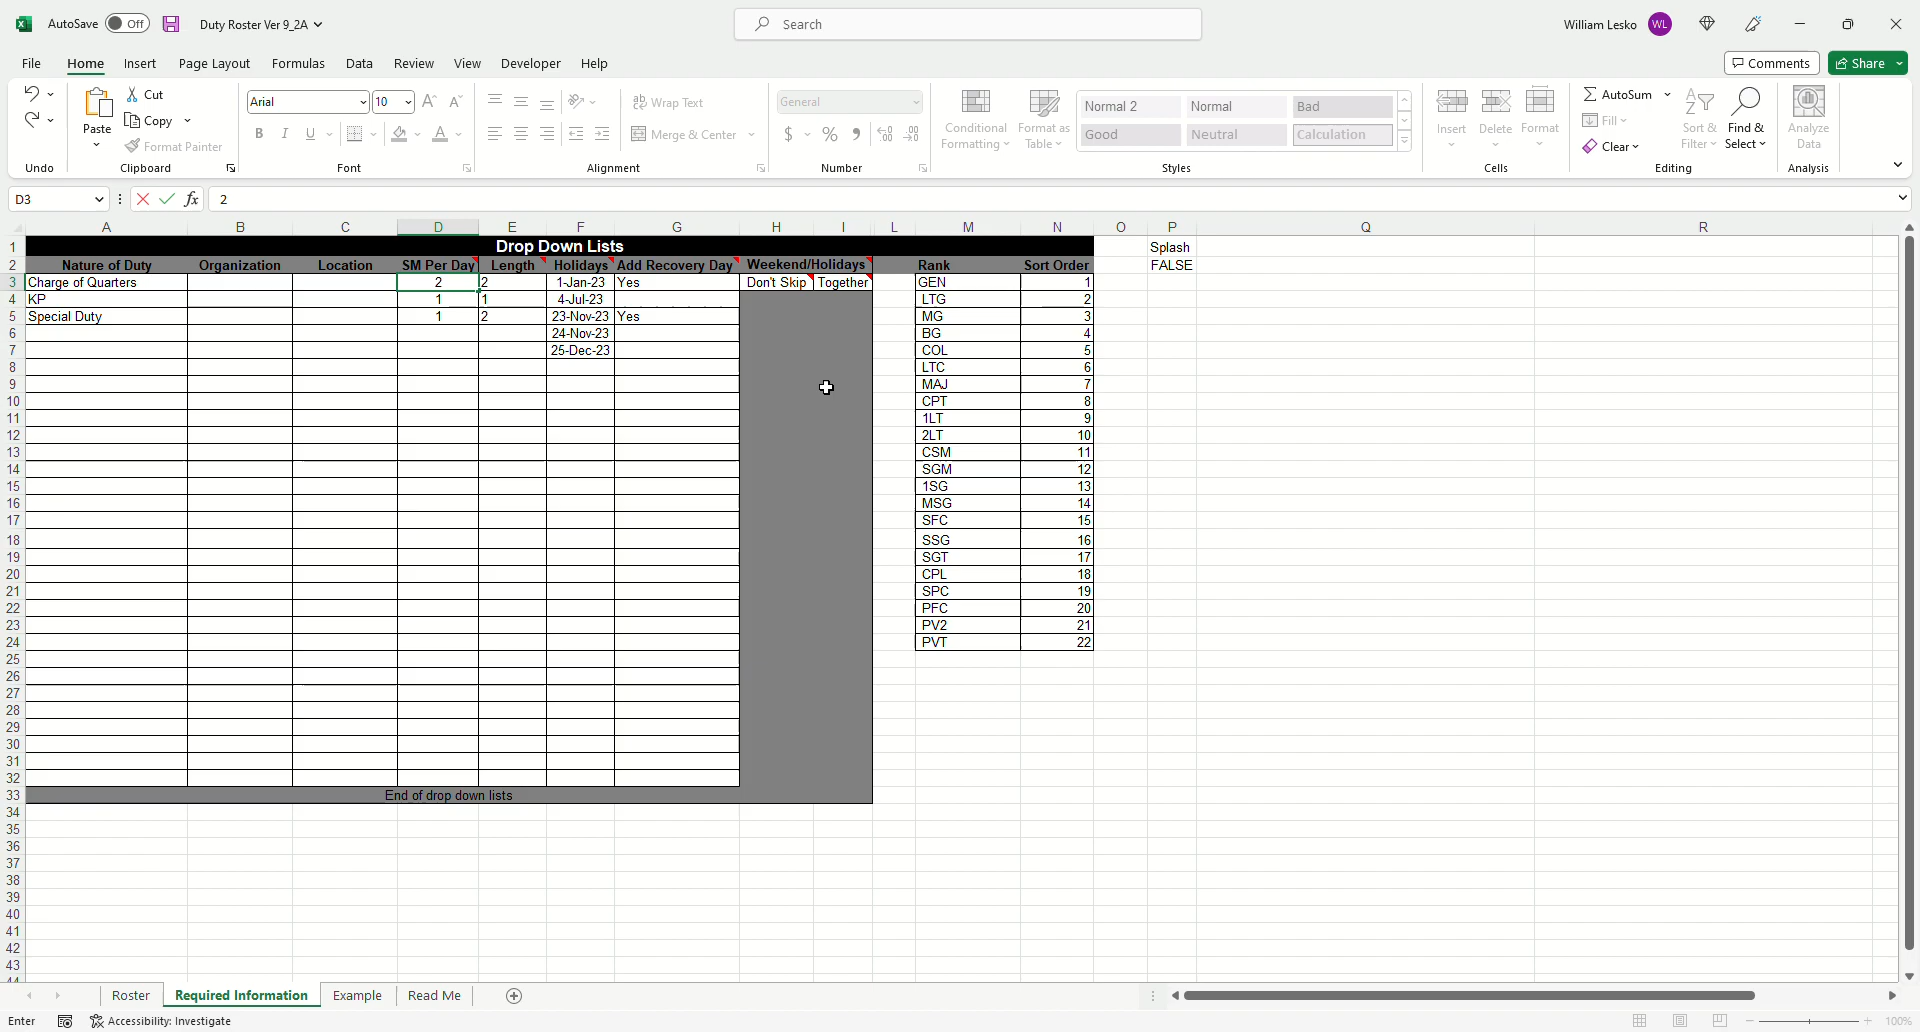 AutoSave Off Duty Roster Ver 9_2A Search William Lesko WL
File Home Insert Page Layout Formulas Data Review View Developer Help Comments Share
Cut Arial 10 ab Wrap Text General Conditional Formatting Format as Table Normal 2 Normal Bad Insert Delete Format AutoSum Sort & Filter Find & Select Analyze Data
Paste Copy B I U A Merge & Center $ % Good Neutral Calculation Fill
Format Painter Clear
Undo Clipboard Font Alignment Number Styles Cells Editing Analysis
D3 fx 2
A B C D E F G H I L M N O P Q R
1 Drop Down Lists Splash
2 Nature of Duty Organization Location SM Per Day Length Holidays Add Recovery Day Weekend/Holidays Rank Sort Order FALSE
3 Charge of Quarters 2 2 1-Jan-23 Yes Don't Skip Together GEN 1
4 KP 1 1 4-Jul-23 LTG 2
5 Special Duty 1 2 23-Nov-23 Yes MG 3
6 24-Nov-23 BG 4
7 25-Dec-23 COL 5
8 LTC 6
9 MAJ 7
10 CPT 8
11 1LT 9
12 2LT 10
13 CSM 11
14 SGM 12
15 1SG 13
16 MSG 14
17 SFC 15
18 SSG 16
19 SGT 17
20 CPL 18
21 SPC 19
22 PFC 20
23 PV2 21
24 PVT 22
25
26
27
28
29
30
31
32
33 End of drop down lists
34
35
36
37
38
39
40
41
42
43
44
Roster Required Information Example Read Me
Enter Accessibility: Investigate 100%